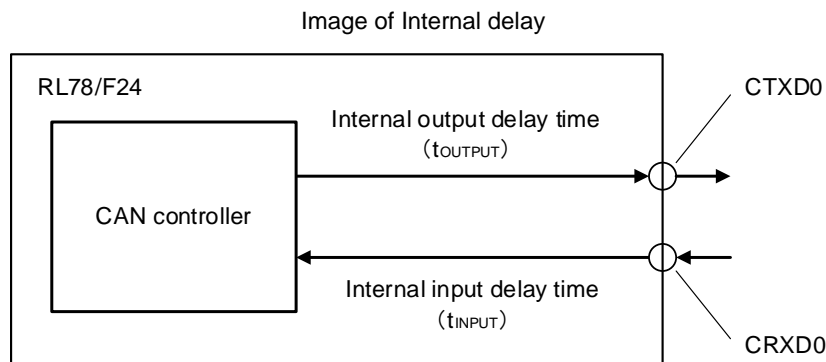 Image of Internal delay
RL78/F24
CTXD0
Internal output delay time
(tOUTPUT)
CAN controller
Internal input delay time
(tINPUT)
CRXD0